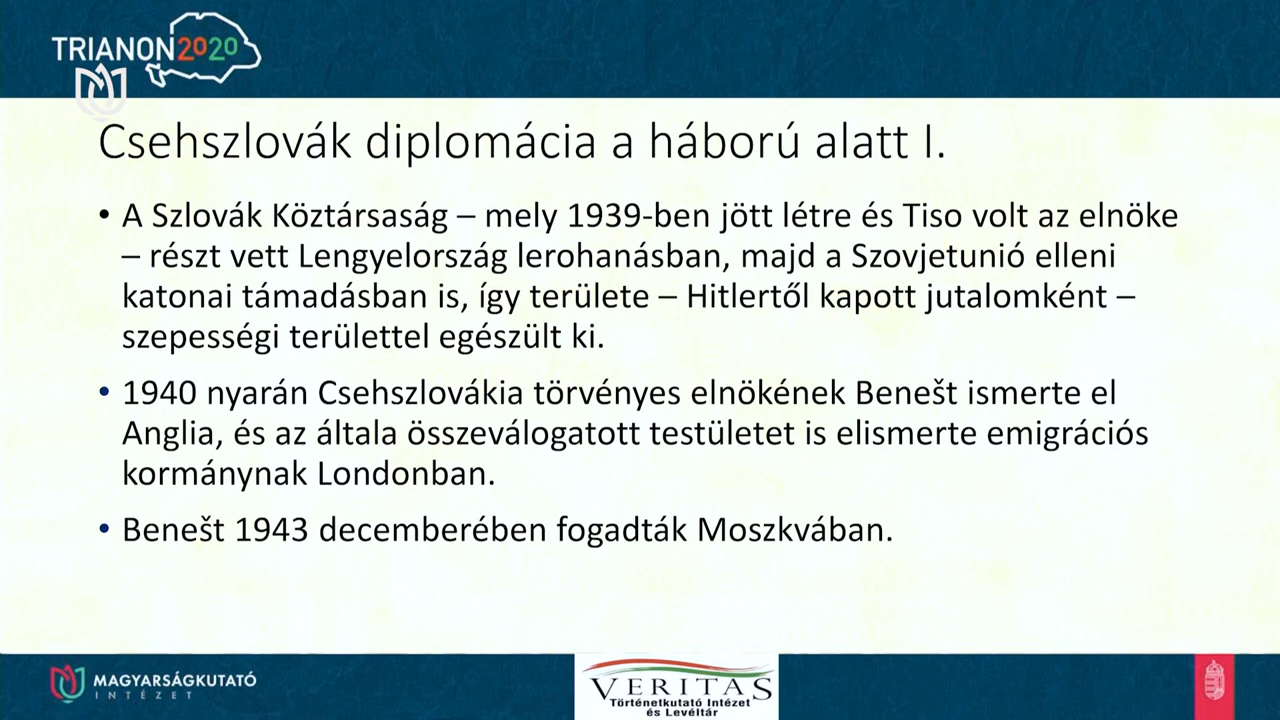 TRIANON2020
Csehszlovák diplomácia a háború alatt I.
• A Szlovák Köztársaság – mely 1939-ben jött létre és Tiso volt az elnöke
– részt vett Lengyelország lerohanásban, majd a Szovjetunió elleni
katonai támadásban is, így területe – Hitlertől kapott jutalomként –
szepességi területtel egészült ki.
• 1940 nyarán Csehszlovákia törvényes elnökének Benešt ismerte el
Anglia, és az általa összeválogatott testületet is elismerte emigrációs
kormánynak Londonban.
• Benešt 1943 decemberében fogadták Moszkvában.
MAGYARSÁGKUTATÓ
INTÉZET
VERITAS
Történetkutató Intézet
és Levéltár